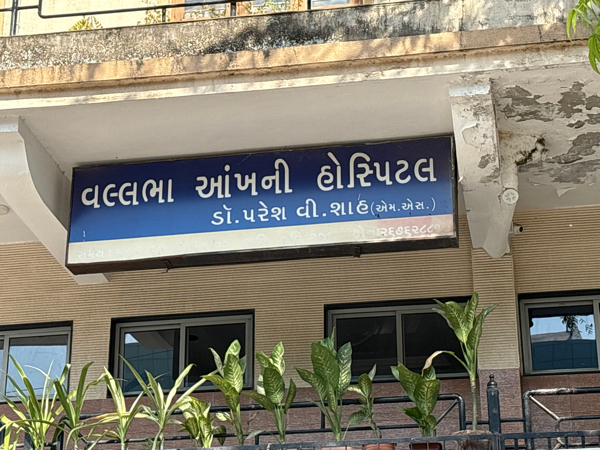 વલ્લભા આંખની હોસ્પિટલ
ડૉ. પરેશ વી. શાહ (એમ. એસ.)